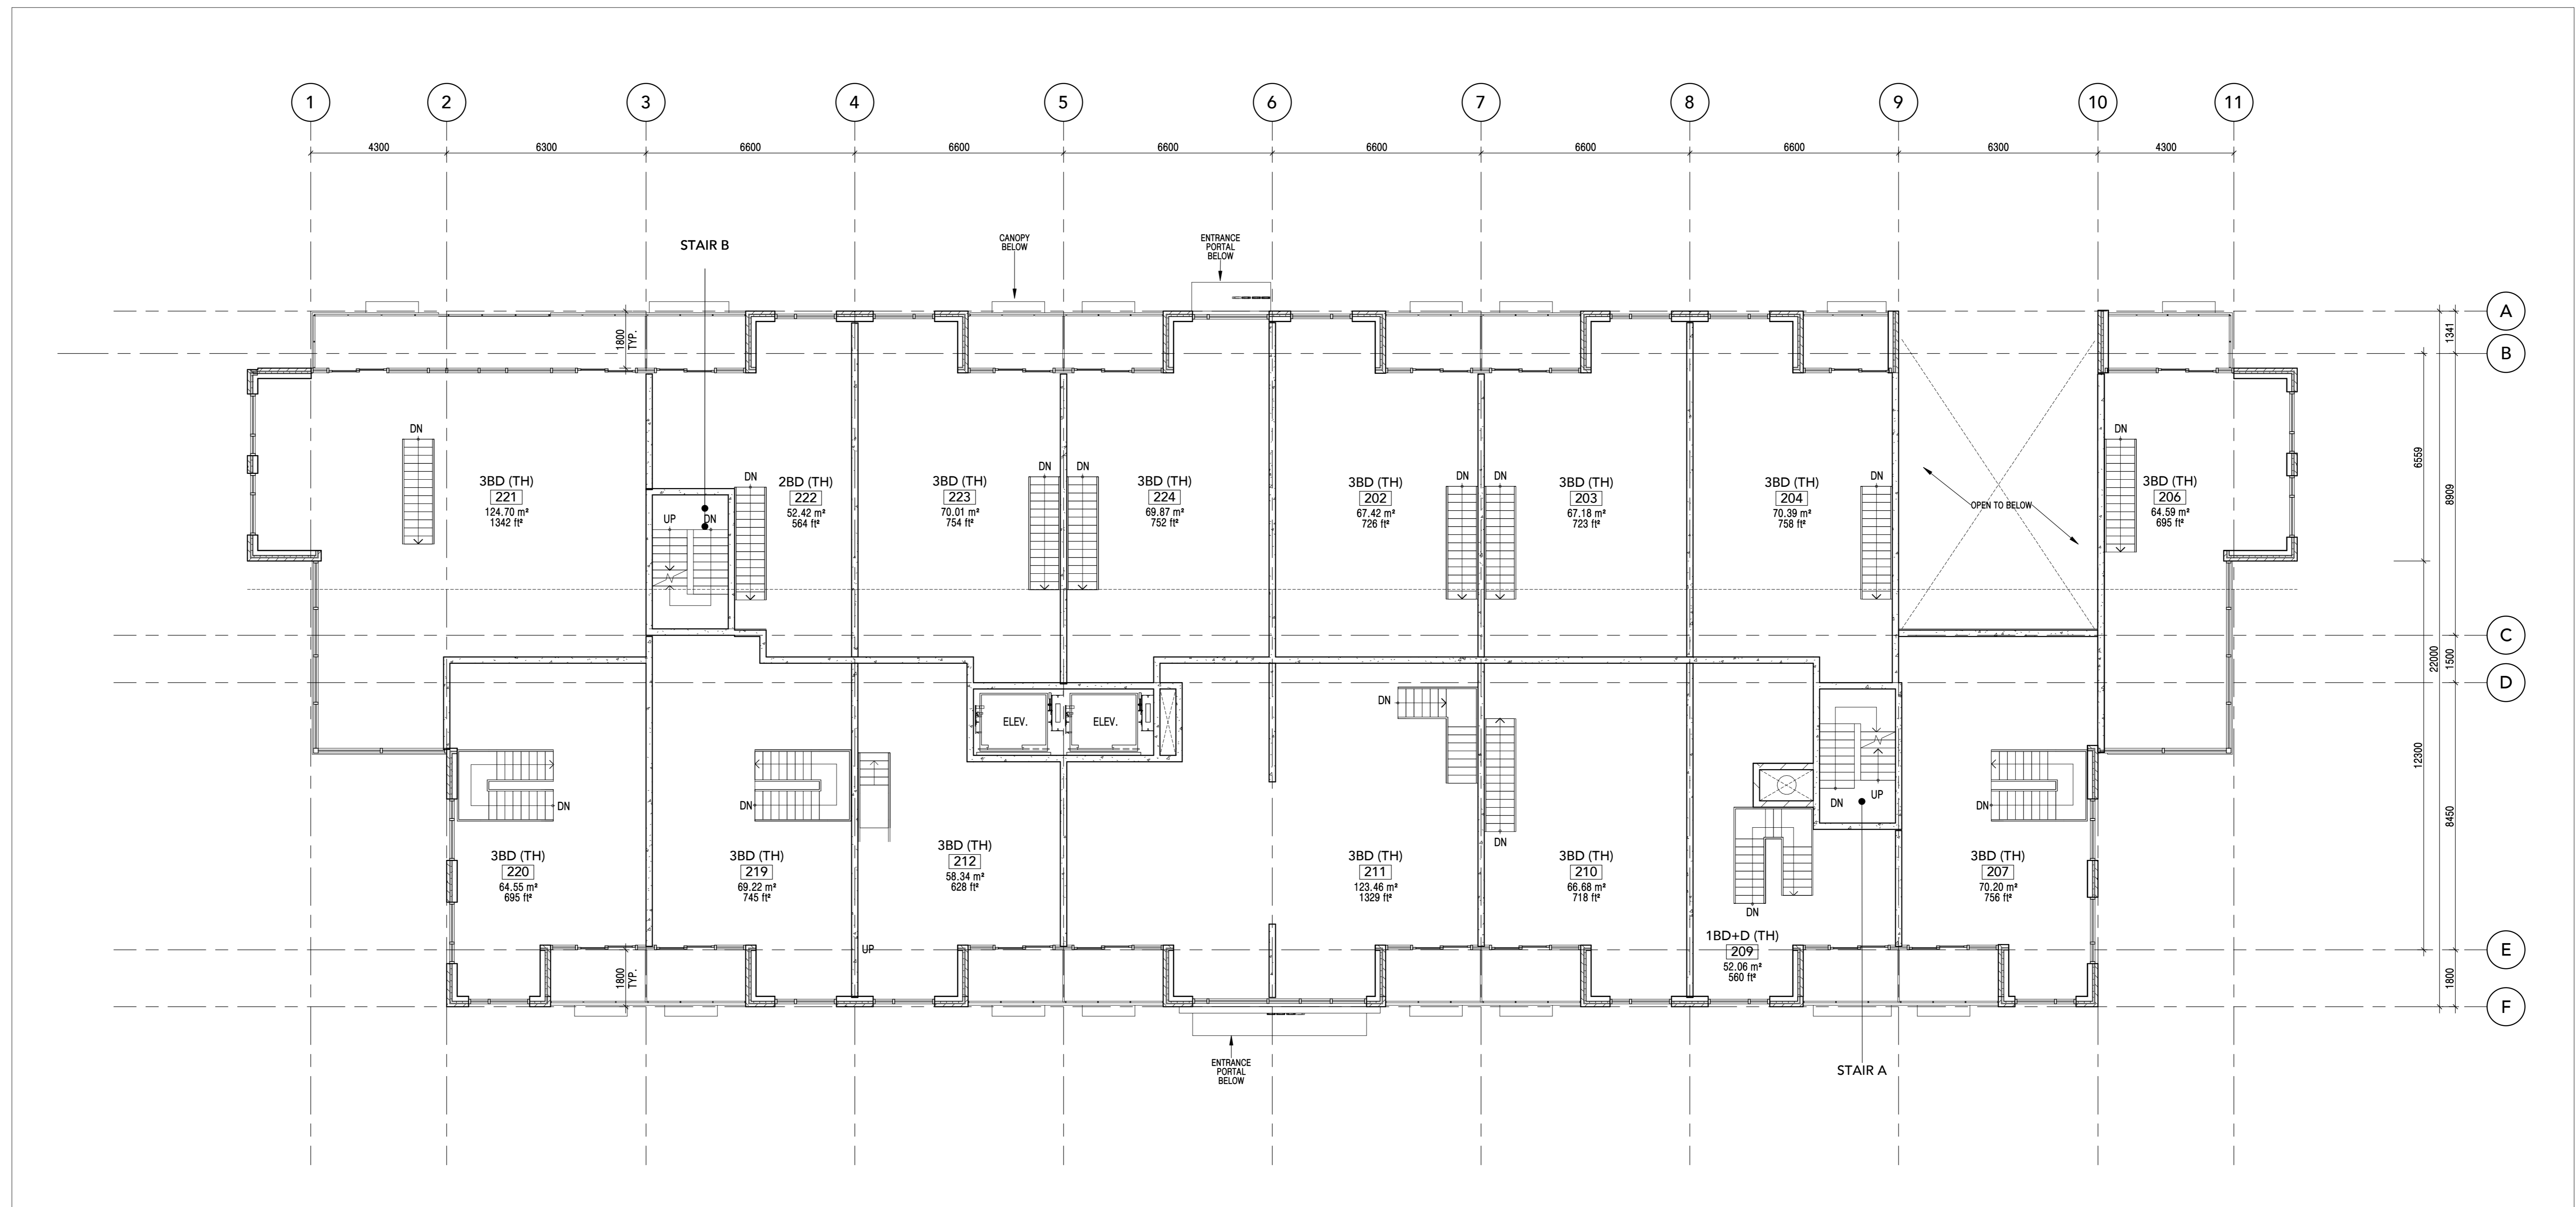 1
2
3
4
5
6
7
8
9
10
11
4300
6300
6600
6600
6600
6600
6600
6600
6300
4300
STAIR B
CANOPY
BELOW
ENTRANCE
PORTAL
BELOW
A
B
C
D
E
F
1341
8909
1500
8450
1800
22000
6559
12300
1800
TYP.
DN
3BD (TH)
221
124.70 m²
1342 ft²
UP
DN
DN
2BD (TH)
222
52.42 m²
564 ft²
3BD (TH)
223
70.01 m²
754 ft²
DN
DN
3BD (TH)
224
69.87 m²
752 ft²
3BD (TH)
202
67.42 m²
726 ft²
DN
DN
3BD (TH)
203
67.18 m²
723 ft²
3BD (TH)
204
70.39 m²
758 ft²
DN
OPEN TO BELOW
DN
3BD (TH)
206
64.59 m²
695 ft²
ELEV.
ELEV.
DN
3BD (TH)
220
64.55 m²
695 ft²
DN
3BD (TH)
219
69.22 m²
745 ft²
3BD (TH)
212
58.34 m²
628 ft²
UP
DN
3BD (TH)
211
123.46 m²
1329 ft²
DN
3BD (TH)
210
66.68 m²
718 ft²
DN
UP
DN
1BD+D (TH)
209
52.06 m²
560 ft²
DN
3BD (TH)
207
70.20 m²
756 ft²
1800
TYP.
ENTRANCE
PORTAL
BELOW
STAIR A